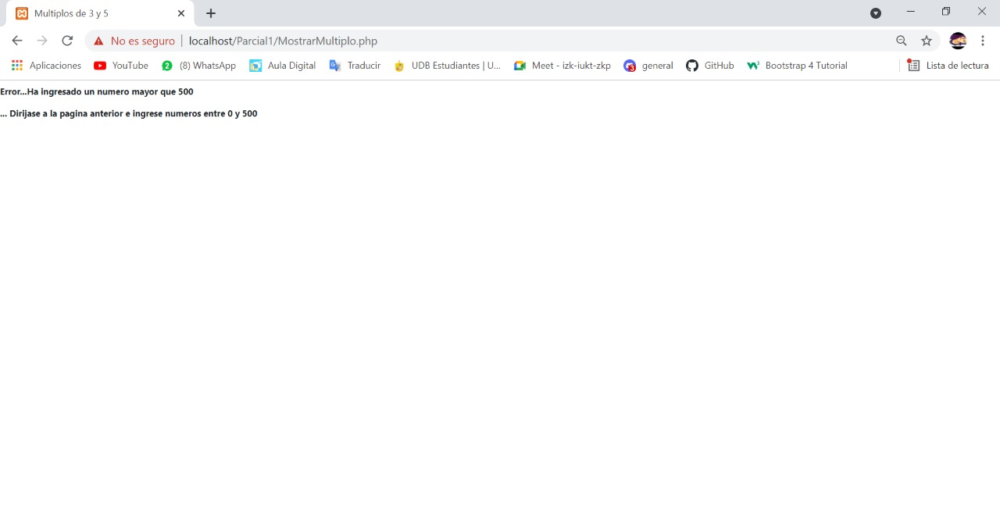 Multiplos de 3 y 5
No es seguro | localhost/Parcial1/MostrarMultiplo.php
Aplicaciones YouTube 2 (8) WhatsApp Aula Digital Traducir UDB Estudiantes | U... Meet - izk-iukt-zkp 3 general GitHub Bootstrap 4 Tutorial Lista de lectura
Error...Ha ingresado un numero mayor que 500
... Dirijase a la pagina anterior e ingrese numeros entre 0 y 500